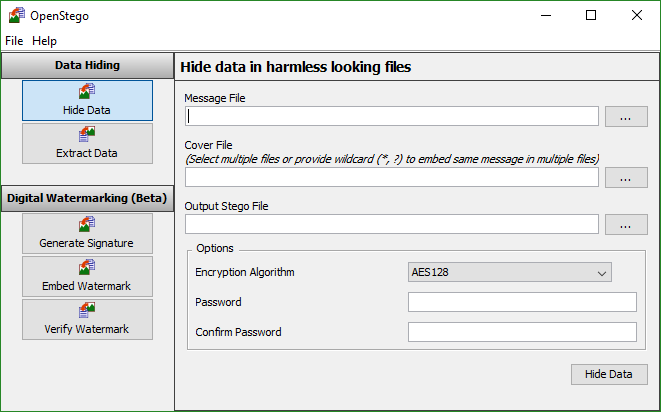 OpenStego
File Help
Data Hiding
Hide Data
Extract Data
Digital Watermarking (Beta)
Generate Signature
Embed Watermark
Verify Watermark
Hide data in harmless looking files
Message File
...
Cover File
(Select multiple files or provide wildcard (*, ?) to embed same message in multiple files)
...
Output Stego File
...
Options
Encryption Algorithm AES128
Password
Confirm Password
Hide Data